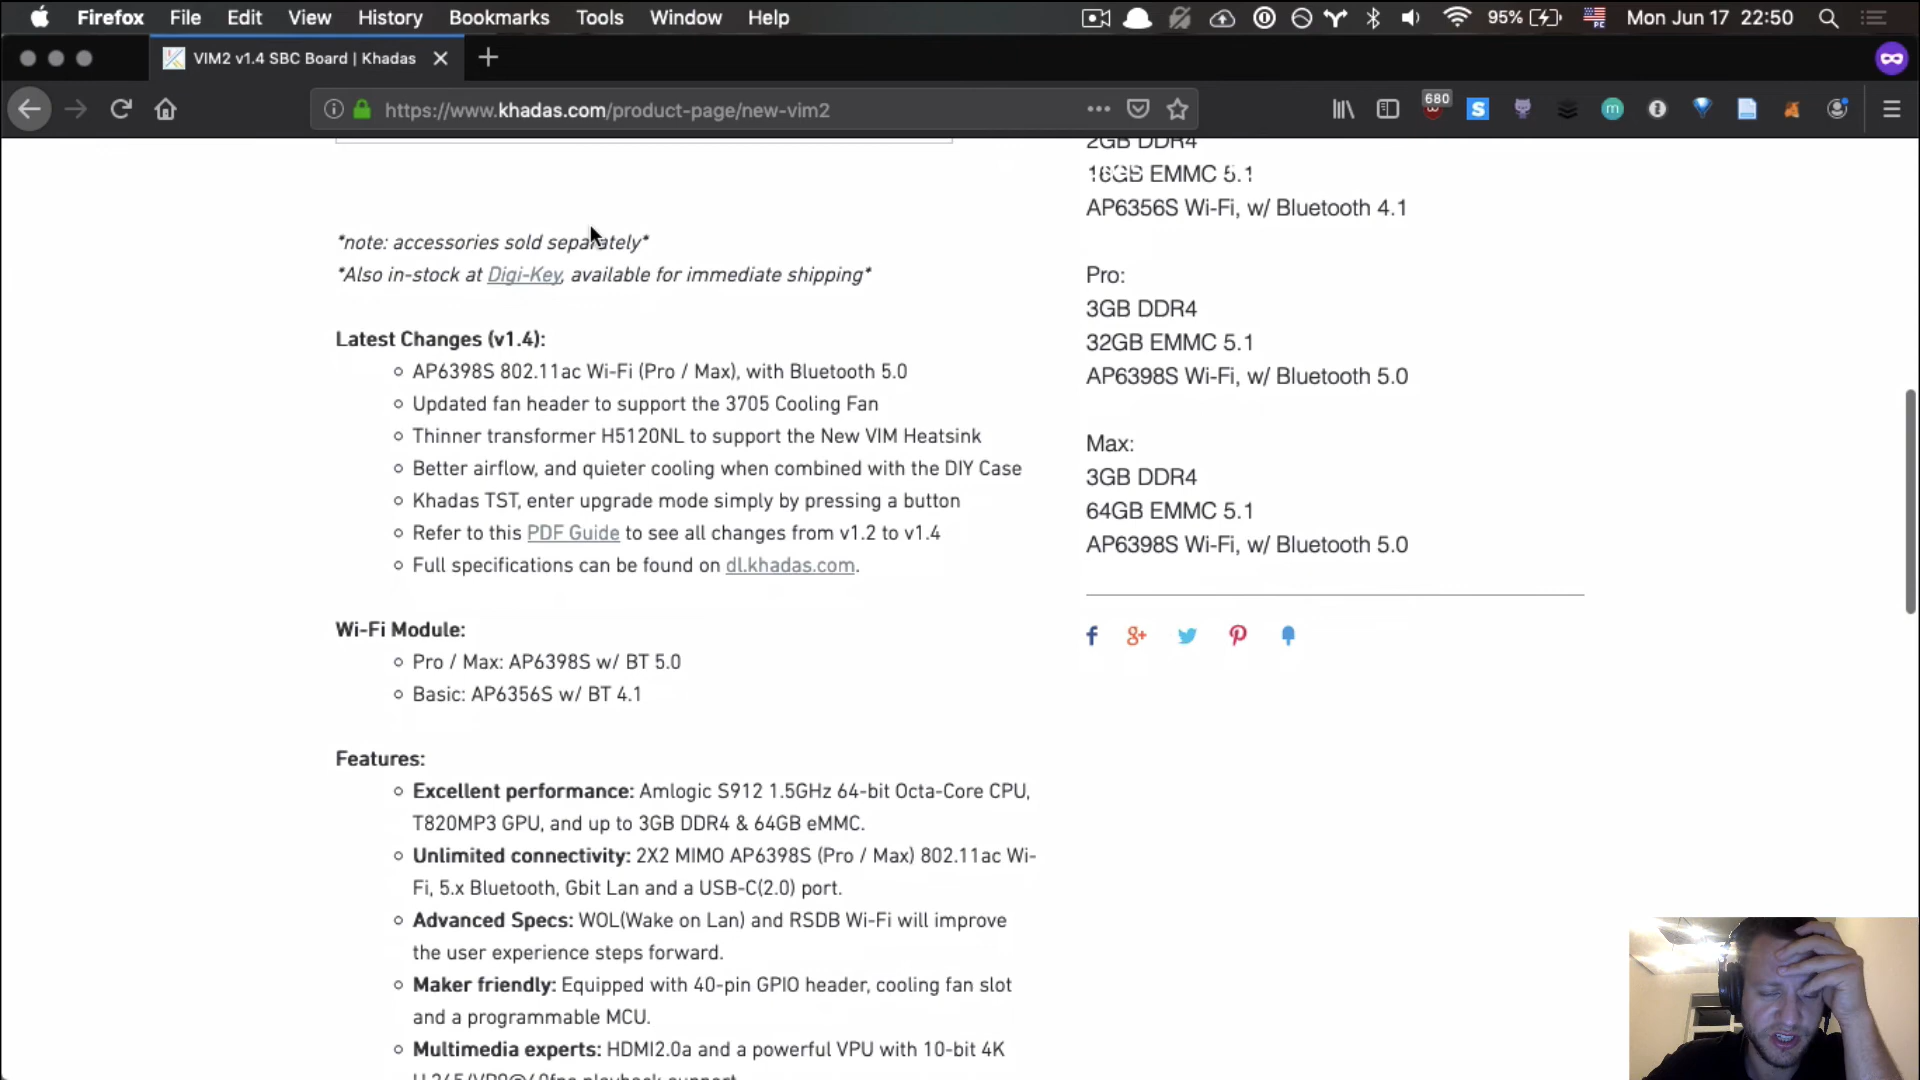 Firefox File Edit View History Bookmarks Tools Window Help 95% Mon Jun 17 22:50
VIM2 v1.4 SBC Board | Khadas
https://www.khadas.com/product-page/new-vim2
680
*note: accessories sold separately*
*Also in-stock at Digi-Key, available for immediate shipping*
Latest Changes (v1.4):
AP6398S 802.11ac Wi-Fi (Pro / Max), with Bluetooth 5.0
Updated fan header to support the 3705 Cooling Fan
Thinner transformer H5120NL to support the New VIM Heatsink
Better airflow, and quieter cooling when combined with the DIY Case
Khadas TST, enter upgrade mode simply by pressing a button
Refer to this PDF Guide to see all changes from v1.2 to v1.4
Full specifications can be found on dl.khadas.com.
Wi-Fi Module:
Pro / Max: AP6398S w/ BT 5.0
Basic: AP6356S w/ BT 4.1
Features:
Excellent performance: Amlogic S912 1.5GHz 64-bit Octa-Core CPU,
T820MP3 GPU, and up to 3GB DDR4 & 64GB eMMC.
Unlimited connectivity: 2X2 MIMO AP6398S (Pro / Max) 802.11ac Wi-
Fi, 5.x Bluetooth, Gbit Lan and a USB-C(2.0) port.
Advanced Specs: WOL(Wake on Lan) and RSDB Wi-Fi will improve
the user experience steps forward.
Maker friendly: Equipped with 40-pin GPIO header, cooling fan slot
and a programmable MCU.
Multimedia experts: HDMI2.0a and a powerful VPU with 10-bit 4K
H.265/VP9@60fps playback support.
2GB DDR4
16GB EMMC 5.1
AP6356S Wi-Fi, w/ Bluetooth 4.1
Pro:
3GB DDR4
32GB EMMC 5.1
AP6398S Wi-Fi, w/ Bluetooth 5.0
Max:
3GB DDR4
64GB EMMC 5.1
AP6398S Wi-Fi, w/ Bluetooth 5.0